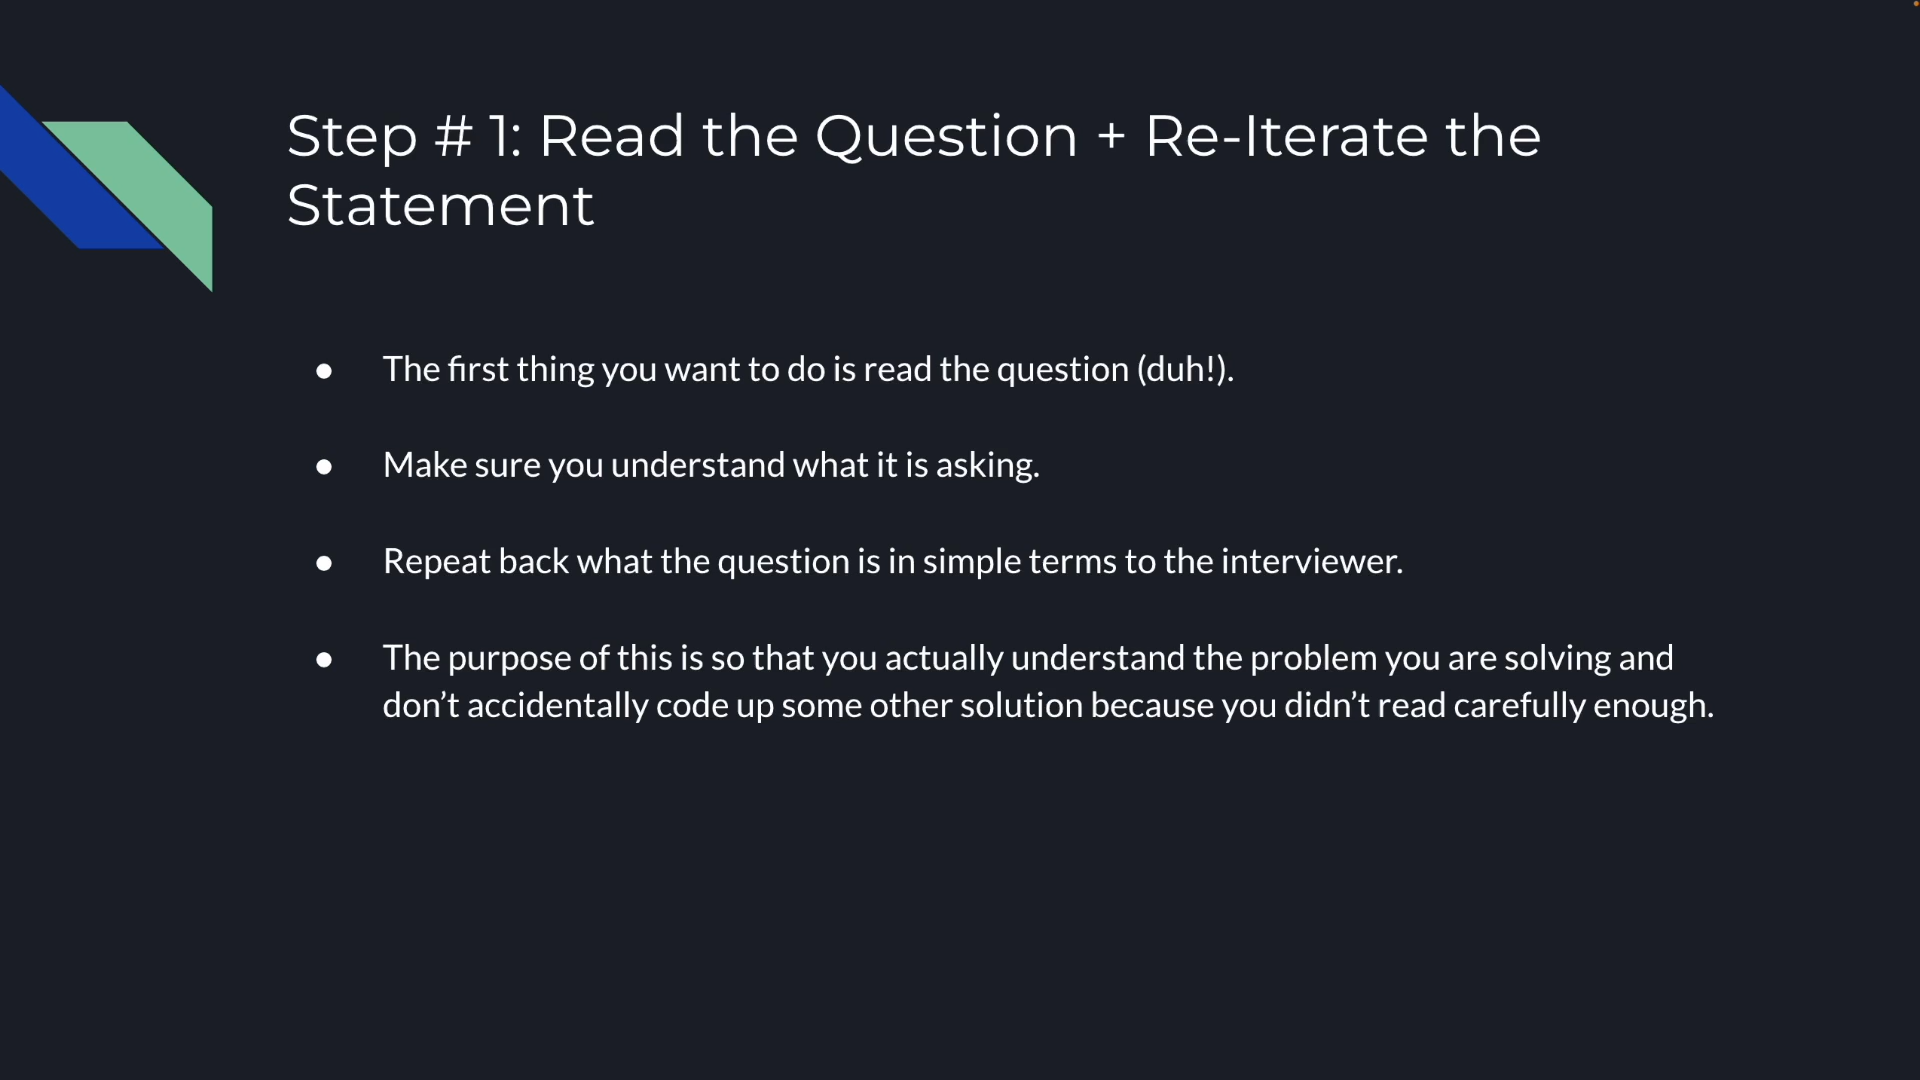 Step # 1: Read the Question + Re-Iterate the
Statement
● The first thing you want to do is read the question (duh!).
● Make sure you understand what it is asking.
● Repeat back what the question is in simple terms to the interviewer.
● The purpose of this is so that you actually understand the problem you are solving and
don’t accidentally code up some other solution because you didn’t read carefully enough.